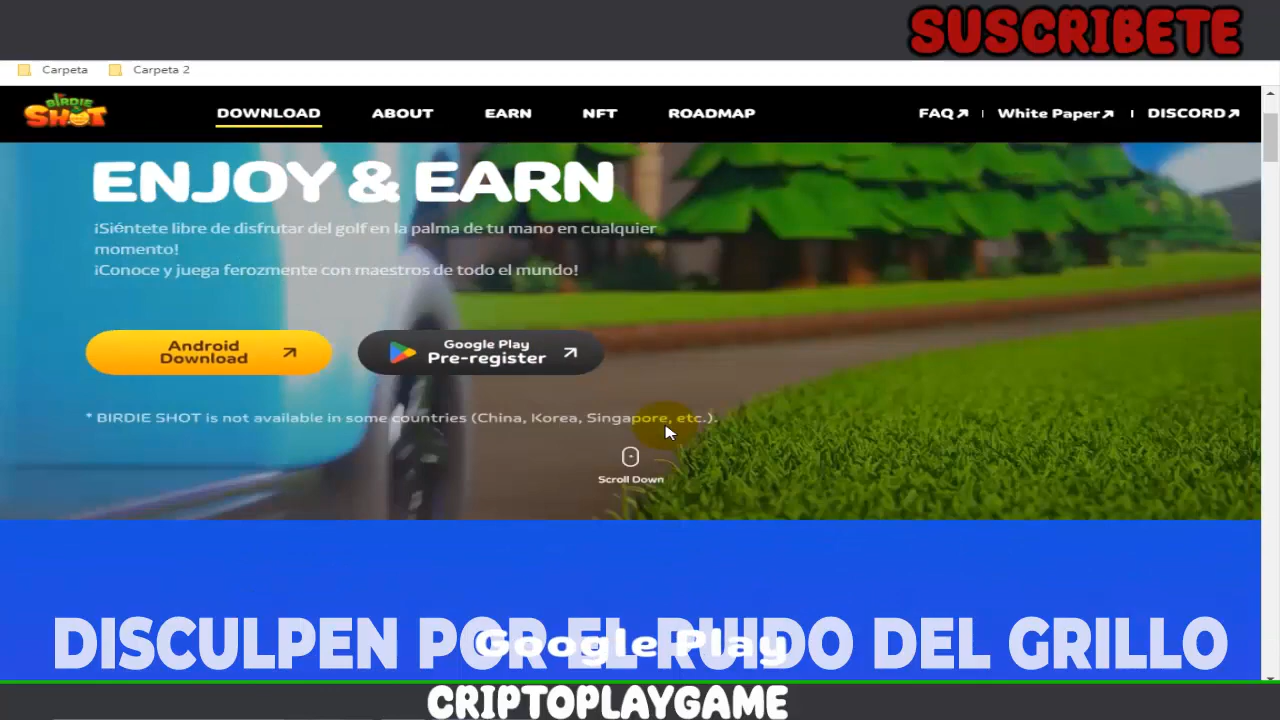 SUSCRIBETE
Carpeta Carpeta 2
BIRDIE SHOT
DOWNLOAD ABOUT EARN NFT ROADMAP FAQ White Paper DISCORD
ENJOY & EARN
¡Siéntete libre de disfrutar del golf en la palma de tu mano en cualquier
momento!
¡Conoce y juega ferozmente con maestros de todo el mundo!
Android
Download
Google Play
Pre-register
* BIRDIE SHOT is not available in some countries (China, Korea, Singapore, etc.).
Scroll Down
DISCULPEN POR EL RUIDO DEL GRILLO
Google Play
CRIPTOPLAYGAME